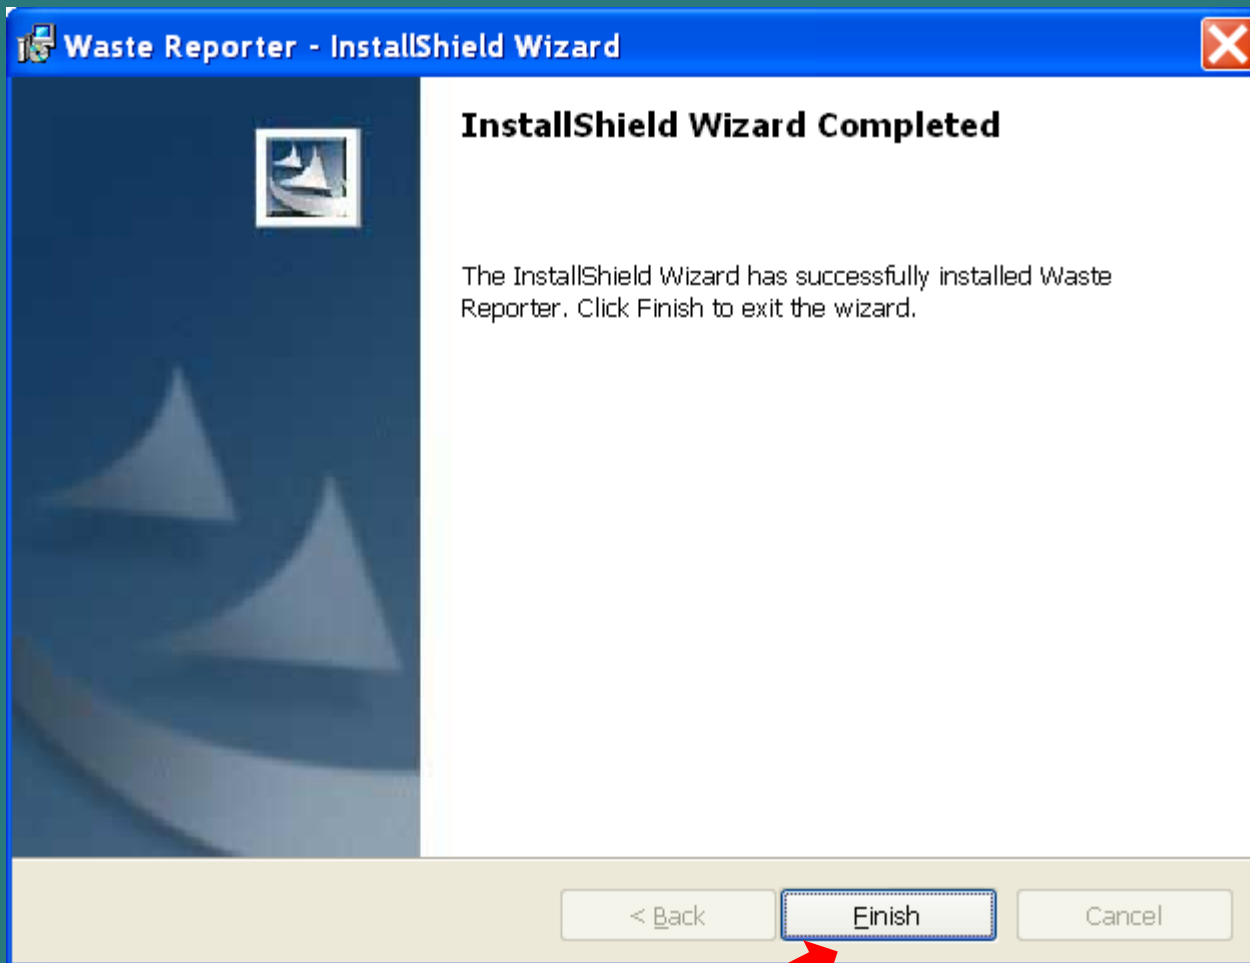 Waste Reporter - InstallShield Wizard
InstallShield Wizard Completed
The InstallShield Wizard has successfully installed Waste
Reporter. Click Finish to exit the wizard.
< Back
Finish
Cancel